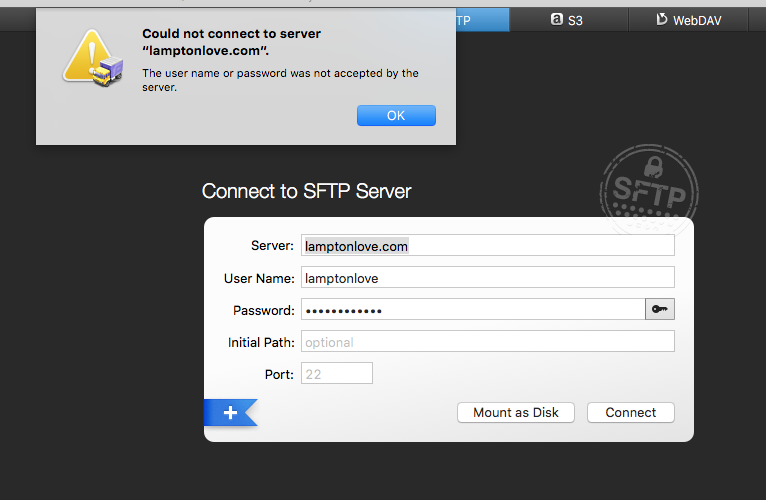 Could not connect to server
“lamptonlove.com”.
The user name or password was not accepted by the
server.
OK
TP
S3
WebDAV
Connect to SFTP Server
SFTP
Server: lamptonlove.com
User Name: lamptonlove
Password: ••••••••••••
Initial Path: optional
Port: 22
Mount as Disk
Connect